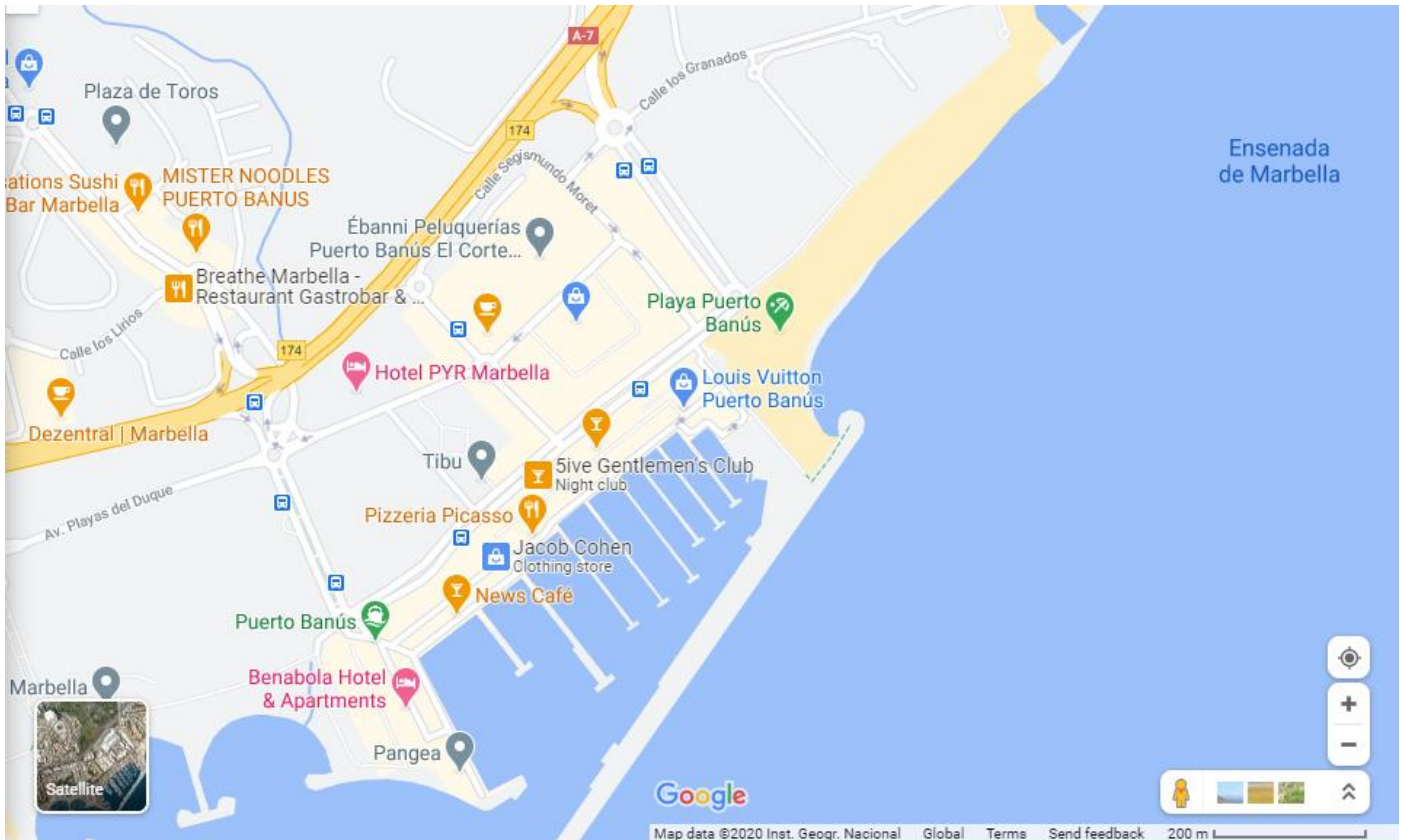 A-7
Calle los Granados
Plaza de Toros
174
Ensenada
de Marbella
Calle Segismundo Moret
ations Sushi
Bar Marbella
MISTER NOODLES
PUERTO BANUS
Ébanni Peluquerías
Puerto Banús El Corte...
Breathe Marbella -
Restaurant Gastrobar & ...
Playa Puerto
Banús
Calle los Lirios
174
Hotel PYR Marbella
Louis Vuitton
Puerto Banús
Dezentral | Marbella
Tibu
5ive Gentlemen's Club
Night club
Av. Playas del Duque
Pizzeria Picasso
Jacob Cohen
Clothing store
News Café
Puerto Banús
Benabola Hotel
& Apartments
Marbella
Pangea
Satellite
Google
Map data ©2020 Inst. Geogr. Nacional Global Terms Send feedback 200 m